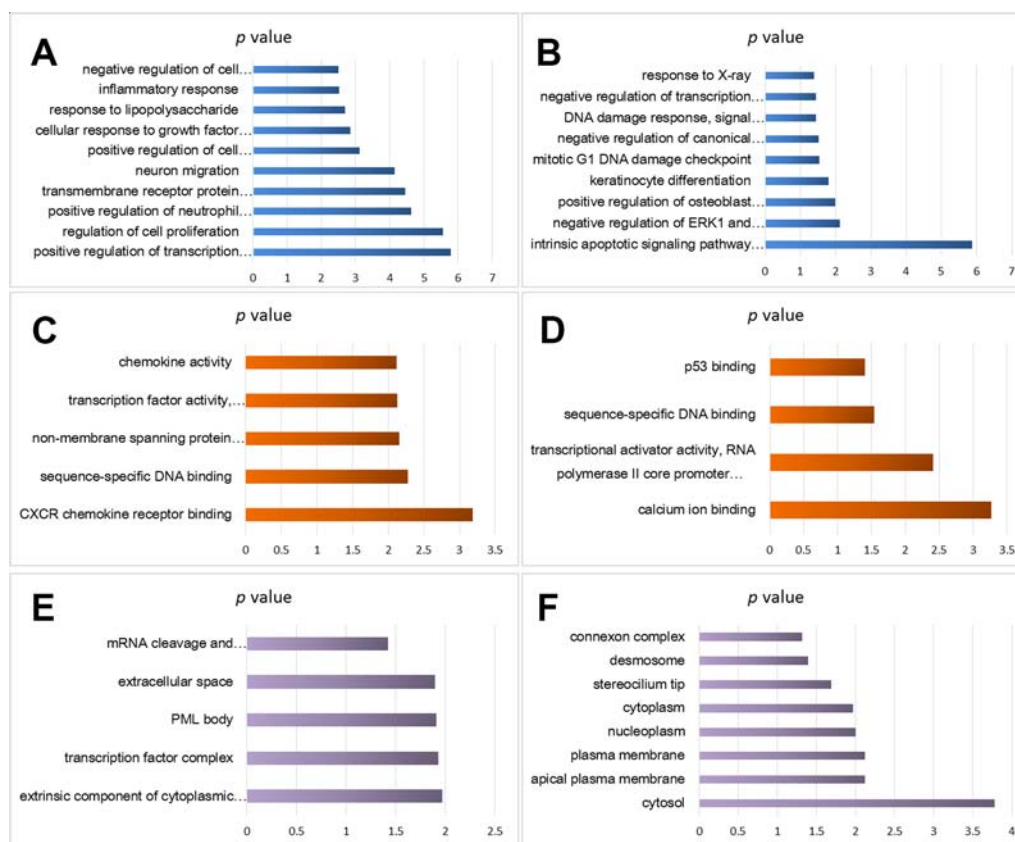 A
p value
negative regulation of cell...
inflammatory response
response to lipopolysaccharide
cellular response to growth factor...
positive regulation of cell...
neuron migration
transmembrane receptor protein...
positive regulation of neutrophil...
regulation of cell proliferation
positive regulation of transcription...
0 1 2 3 4 5 6 7
B
p value
response to X-ray
negative regulation of transcription...
DNA damage response, signal...
negative regulation of canonical...
mitotic G1 DNA damage checkpoint
keratinocyte differentiation
positive regulation of osteoblast...
negative regulation of ERK1 and...
intrinsic apoptotic signaling pathway...
0 1 2 3 4 5 6 7
C
p value
chemokine activity
transcription factor activity,...
non-membrane spanning protein...
sequence-specific DNA binding
CXCR chemokine receptor binding
0 0.5 1 1.5 2 2.5 3 3.5
D
p value
p53 binding
sequence-specific DNA binding
transcriptional activator activity, RNA
polymerase II core promoter...
calcium ion binding
0 0.5 1 1.5 2 2.5 3 3.5
E
p value
mRNA cleavage and...
extracellular space
PML body
transcription factor complex
extrinsic component of cytoplasmic...
0 0.5 1 1.5 2 2.5
F
p value
connexon complex
desmosome
stereocilium tip
cytoplasm
nucleoplasm
plasma membrane
apical plasma membrane
cytosol
0 0.5 1 1.5 2 2.5 3 3.5 4